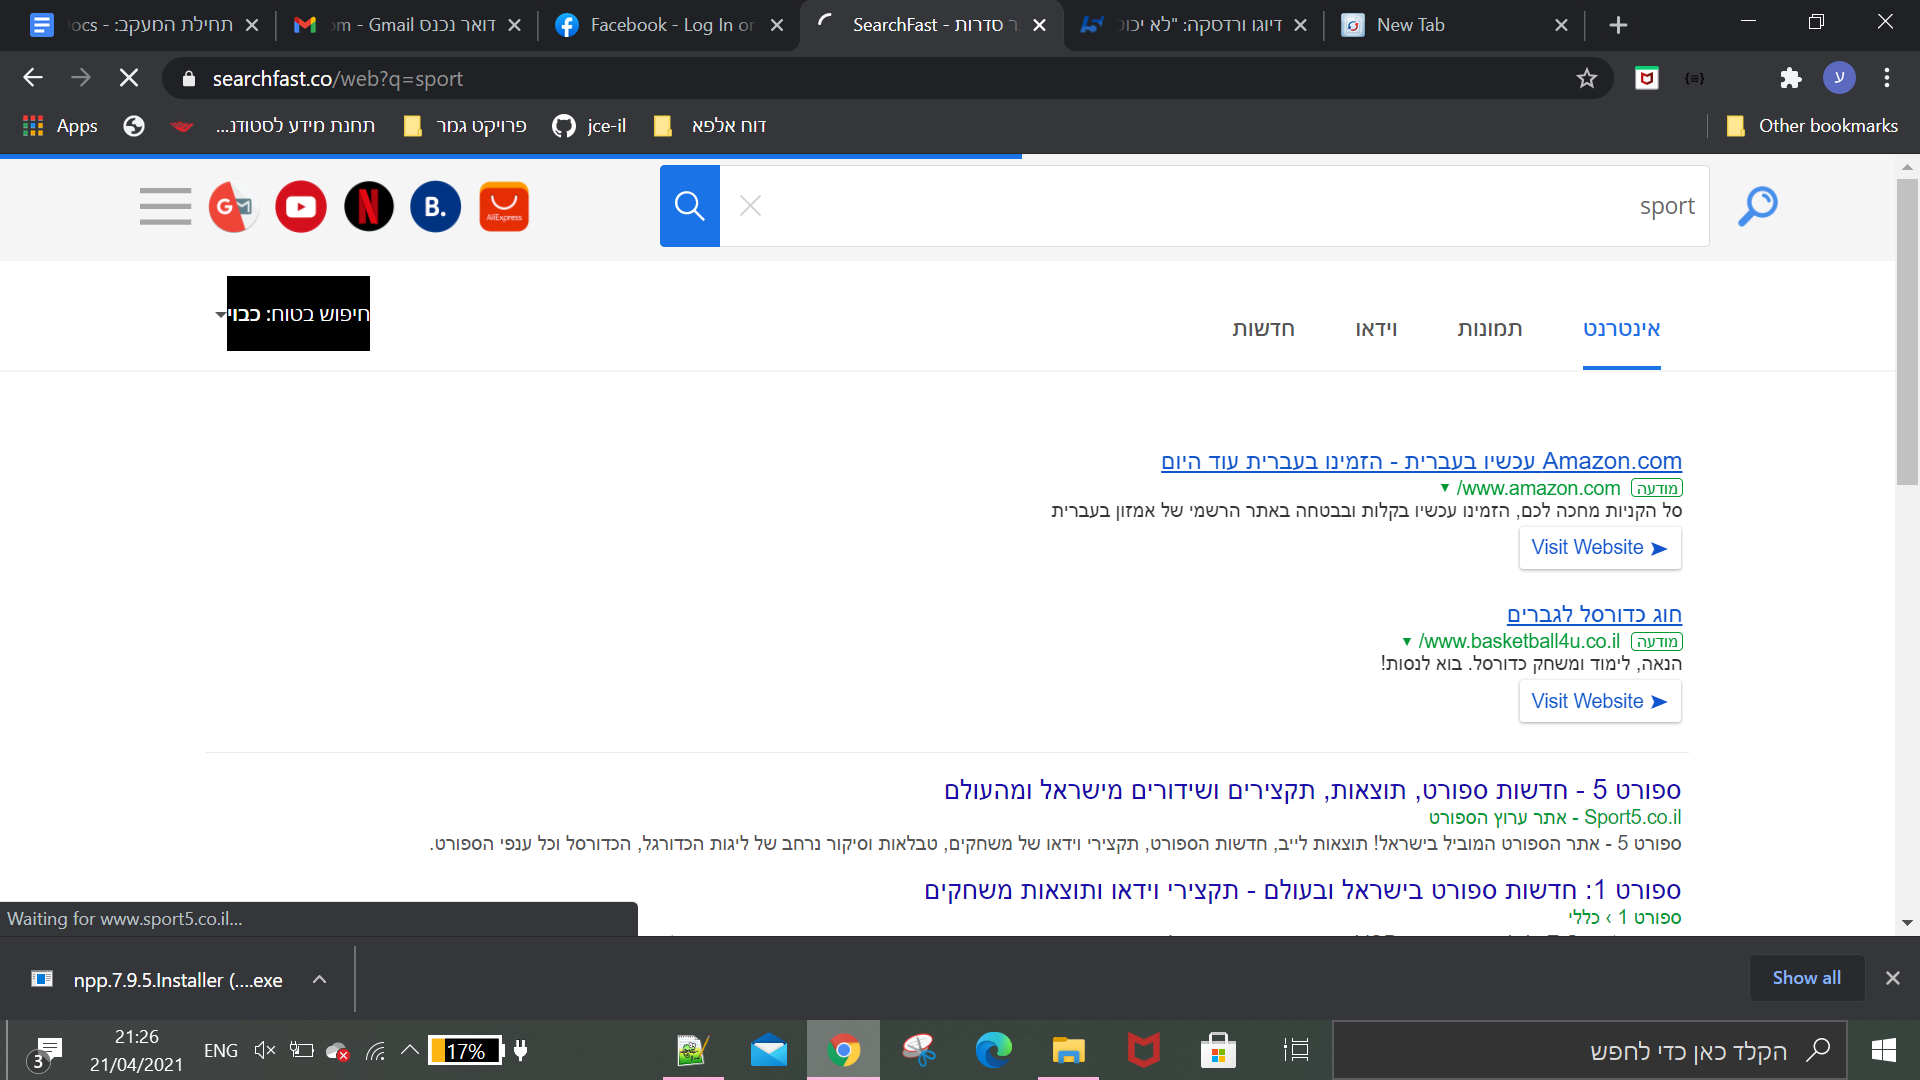 ocs - תחילת המעקב:
om - Gmail דואר נכנס
Facebook - Log In or
SearchFast - ר סדרות
דיוגו ורדסקה: "לא יכול
New Tab
searchfast.co/web?q=sport
ע
Apps
תחנת מידע לסטודנ...
פרויקט גמר
jce-il
דוח אלפא
Other bookmarks
G
N
B.
AliExpress
sport
חיפוש בטוח: כבוי
אינטרנט
תמונות
וידאו
חדשות
Amazon.com עכשיו בעברית - הזמינו בעברית עוד היום
מודעה www.amazon.com/
סל הקניות מחכה לכם, הזמינו עכשיו בקלות ובבטחה באתר הרשמי של אמזון בעברית
Visit Website
חוג כדורסל לגברים
מודעה www.basketball4u.co.il/
הנאה, לימוד ומשחק כדורסל. בוא לנסות!
Visit Website
ספורט 5 - חדשות ספורט, תוצאות, תקצירים ושידורים מישראל ומהעולם
Sport5.co.il - אתר ערוץ הספורט
ספורט 5 - אתר הספורט המוביל בישראל! תוצאות לייב, חדשות הספורט, תקצירי וידאו של משחקים, טבלאות וסיקור נרחב של ליגות הכדורגל, הכדורסל וכל ענפי הספורט.
ספורט 1: חדשות ספורט בישראל ובעולם - תקצירי וידאו ותוצאות משחקים
ספורט 1 › כללי
Waiting for www.sport5.co.il...
npp.7.9.5.Installer (....exe
Show all
3
21:26
21/04/2021
ENG
17%
הקלד כאן כדי לחפש